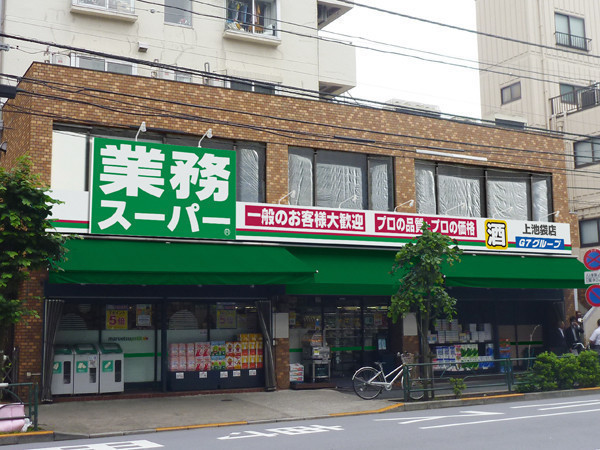 業務
スーパー
一般のお客様大歓迎
プロの品質とプロの価格
酒
上池袋店
G7グループ